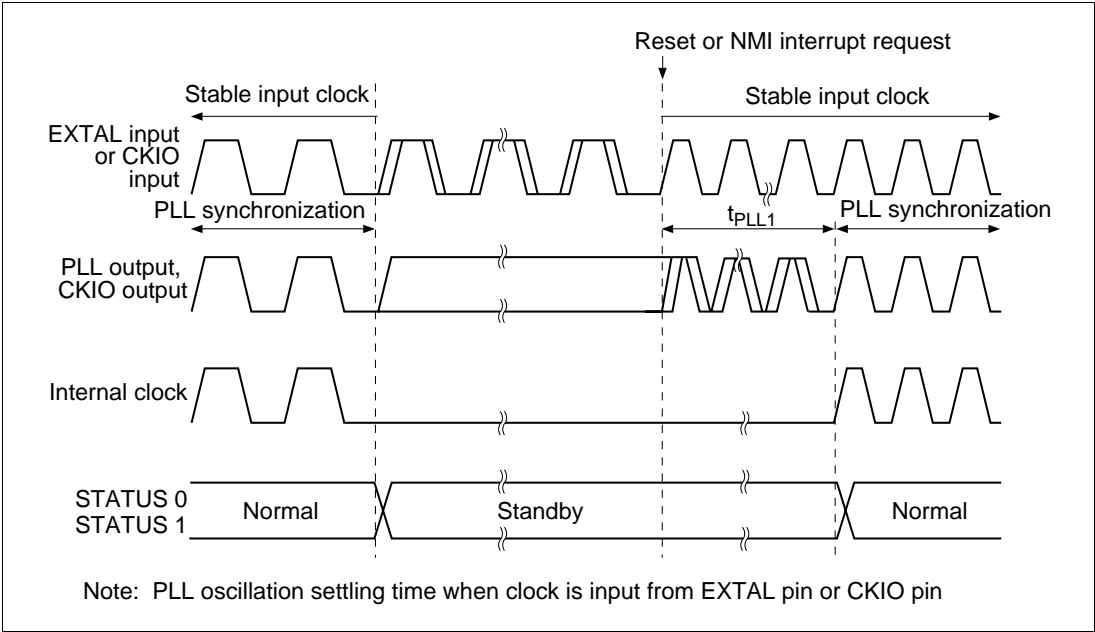 Reset or NMI interrupt request
Stable input clock
Stable input clock
EXTAL input
or CKIO
input
PLL synchronization
tPLL1
PLL synchronization
PLL output,
CKIO output
Internal clock
STATUS 0
STATUS 1
Normal
Standby
Normal
Note: PLL oscillation settling time when clock is input from EXTAL pin or CKIO pin